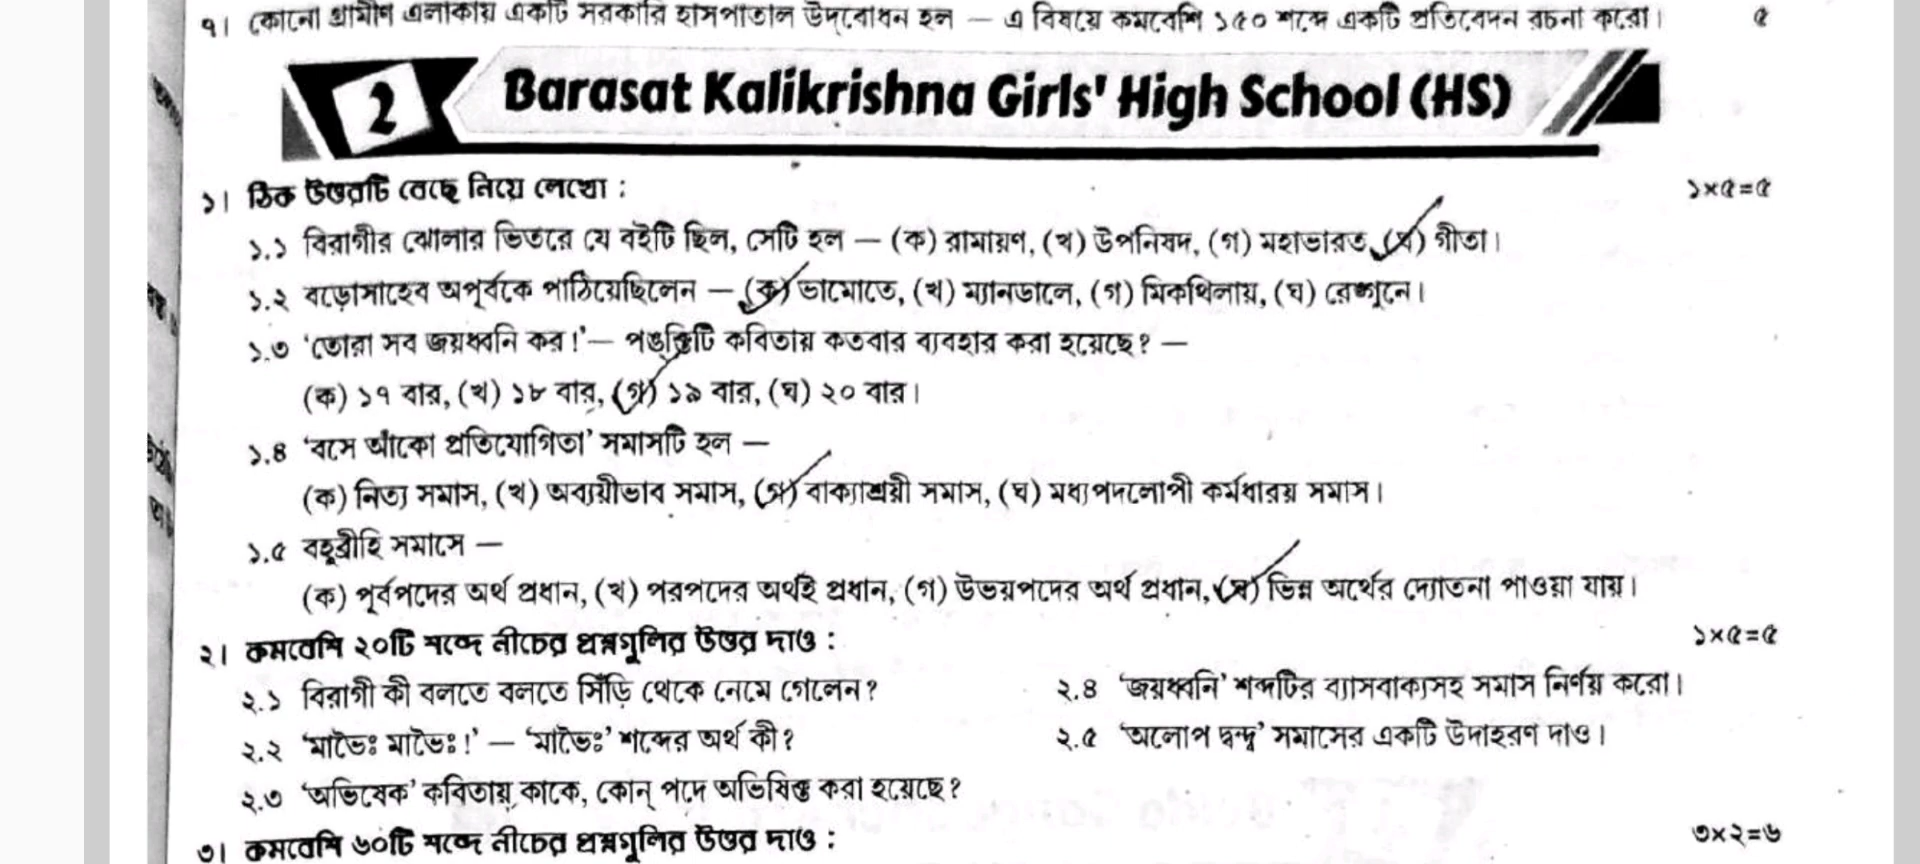 ৭। কোনো গ্রামীণ এলাকায় একটি সরকারি হাসপাতাল উদ্‌বোধন হল — এ বিষয়ে কমবেশি ১৫০ শব্দে একটি প্রতিবেদন রচনা করো। ৫
2 Barasat Kalikrishna Girls' High School (HS)
১। ঠিক উত্তরটি বেছে নিয়ে লেখো : ১×৫=৫
১.১ বিরাগীর ঝোলার ভিতরে যে বইটি ছিল, সেটি হল — (ক) রামায়ণ, (খ) উপনিষদ, (গ) মহাভারত, (ঘ) গীতা।
১.২ বড়োসাহেব অপূর্বকে পাঠিয়েছিলেন — (ক) ভামোতে, (খ) ম্যানডালে, (গ) মিকথিলায়, (ঘ) রেঙ্গুনে।
১.৩ 'তোরা সব জয়ধ্বনি কর!'— পঙক্তিটি কবিতায় কতবার ব্যবহার করা হয়েছে? —
(ক) ১৭ বার, (খ) ১৮ বার, (গ) ১৯ বার, (ঘ) ২০ বার।
১.৪ 'বসে আঁকো প্রতিযোগিতা' সমাসটি হল —
(ক) নিত্য সমাস, (খ) অব্যয়ীভাব সমাস, (গ) বাক্যাশ্রয়ী সমাস, (ঘ) মধ্যপদলোপী কর্মধারয় সমাস।
১.৫ বহুব্রীহি সমাসে —
(ক) পূর্বপদের অর্থ প্রধান, (খ) পরপদের অর্থই প্রধান, (গ) উভয়পদের অর্থ প্রধান, (ঘ) ভিন্ন অর্থের দ্যোতনা পাওয়া যায়।
২। কমবেশি ২০টি শব্দে নীচের প্রশ্নগুলির উত্তর দাও : ১×৫=৫
২.১ বিরাগী কী বলতে বলতে সিঁড়ি থেকে নেমে গেলেন?
২.২ 'মাভৈঃ মাভৈঃ!' — 'মাভৈঃ' শব্দের অর্থ কী?
২.৩ 'অভিষেক' কবিতায় কাকে, কোন্ পদে অভিষিক্ত করা হয়েছে?
২.৪ 'জয়ধ্বনি' শব্দটির ব্যাসবাক্যসহ সমাস নির্ণয় করো।
২.৫ 'অলোপ দ্বন্দ্ব' সমাসের একটি উদাহরণ দাও।
৩। কমবেশি ৬০টি শব্দে নীচের প্রশ্নগুলির উত্তর দাও : ৩×২=৬